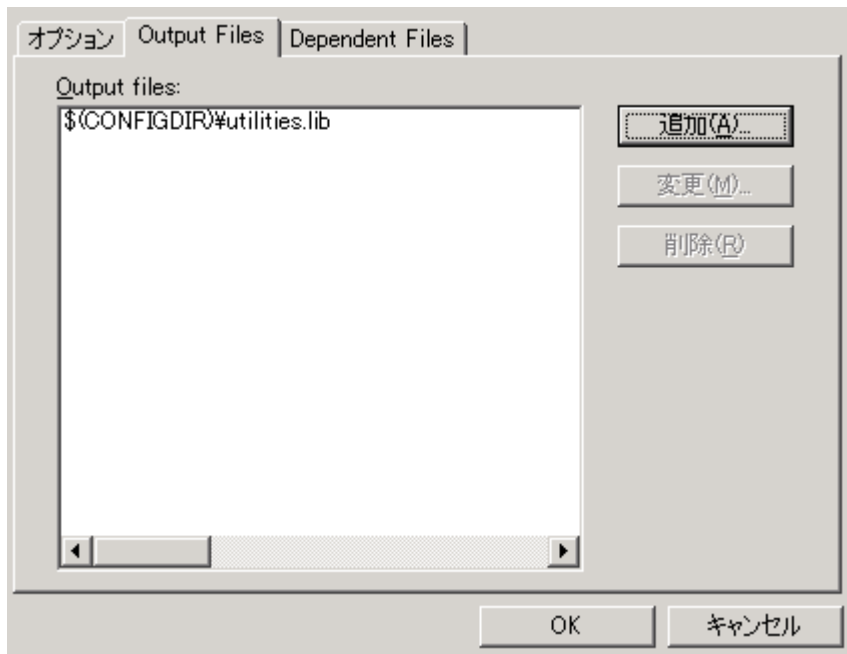 オプション Output Files Dependent Files
Output files:
$(CONFIGDIR)¥utilities.lib
追加(A)...
変更(M)...
削除(R)
OK キャンセル